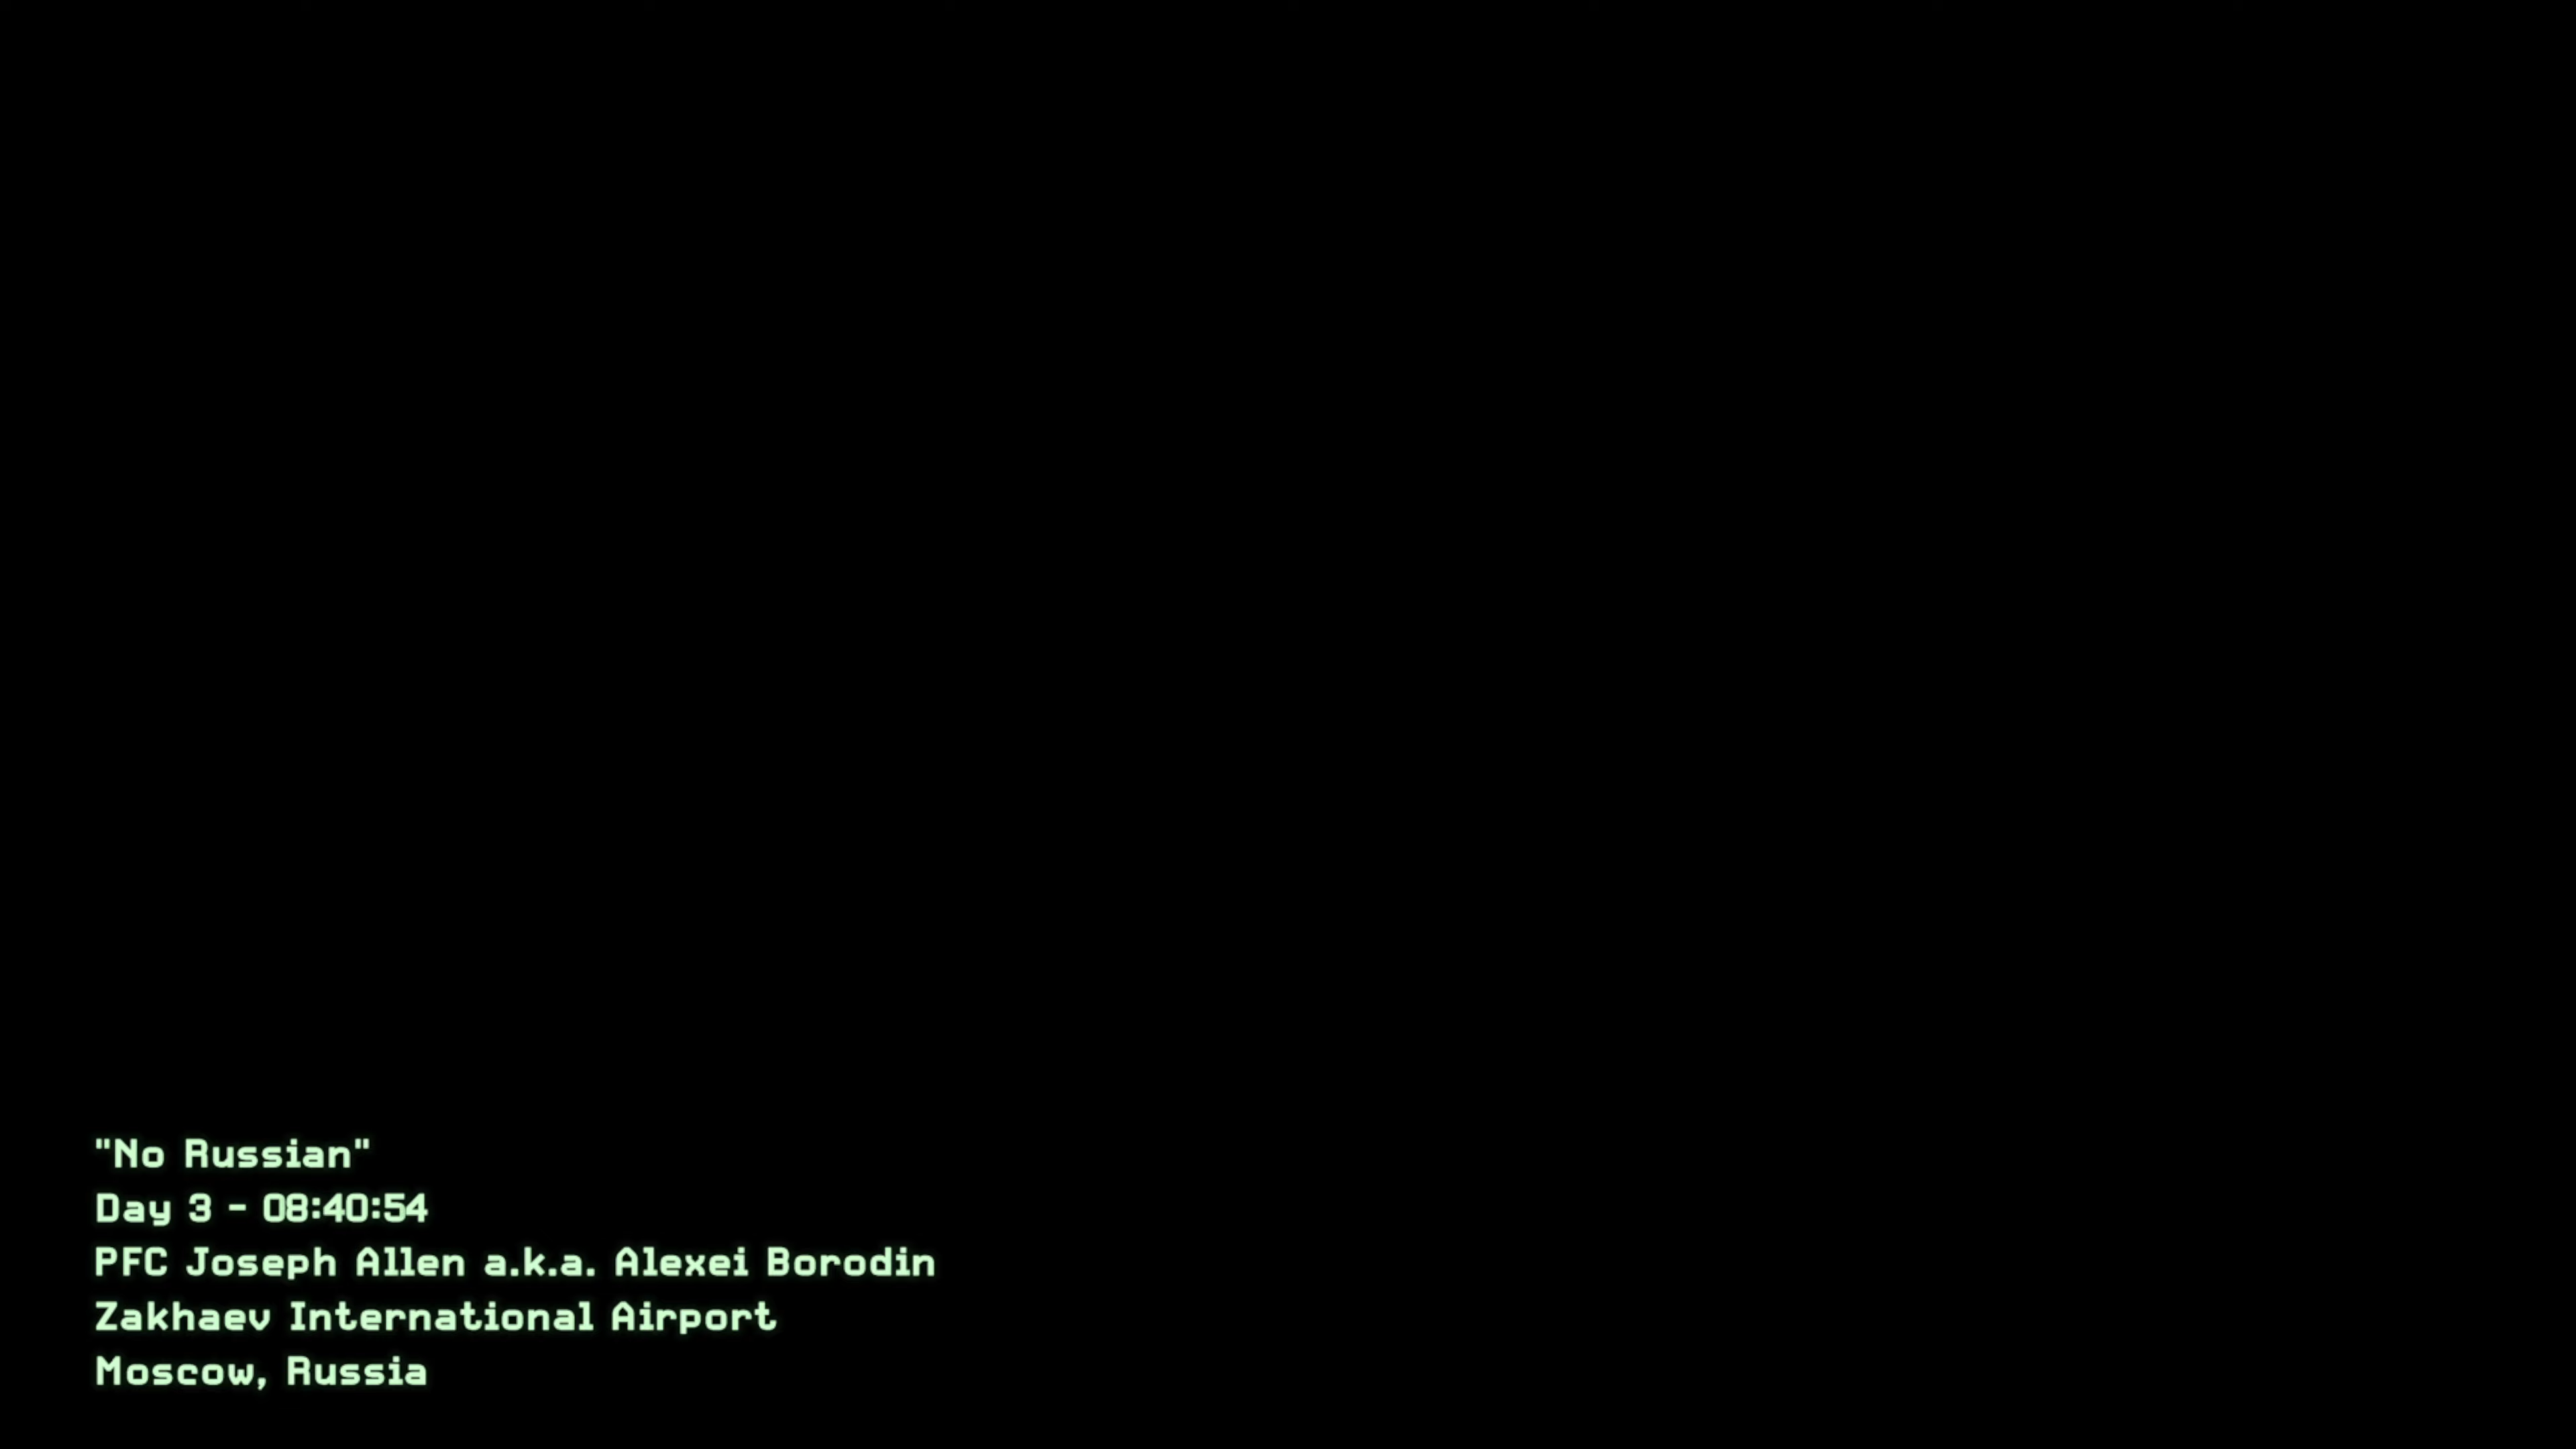 "No Russian"
Day 3 - 08:40:54
PFC Joseph Allen a.k.a. Alexei Borodin
Zakhaev International Airport
Moscow, Russia